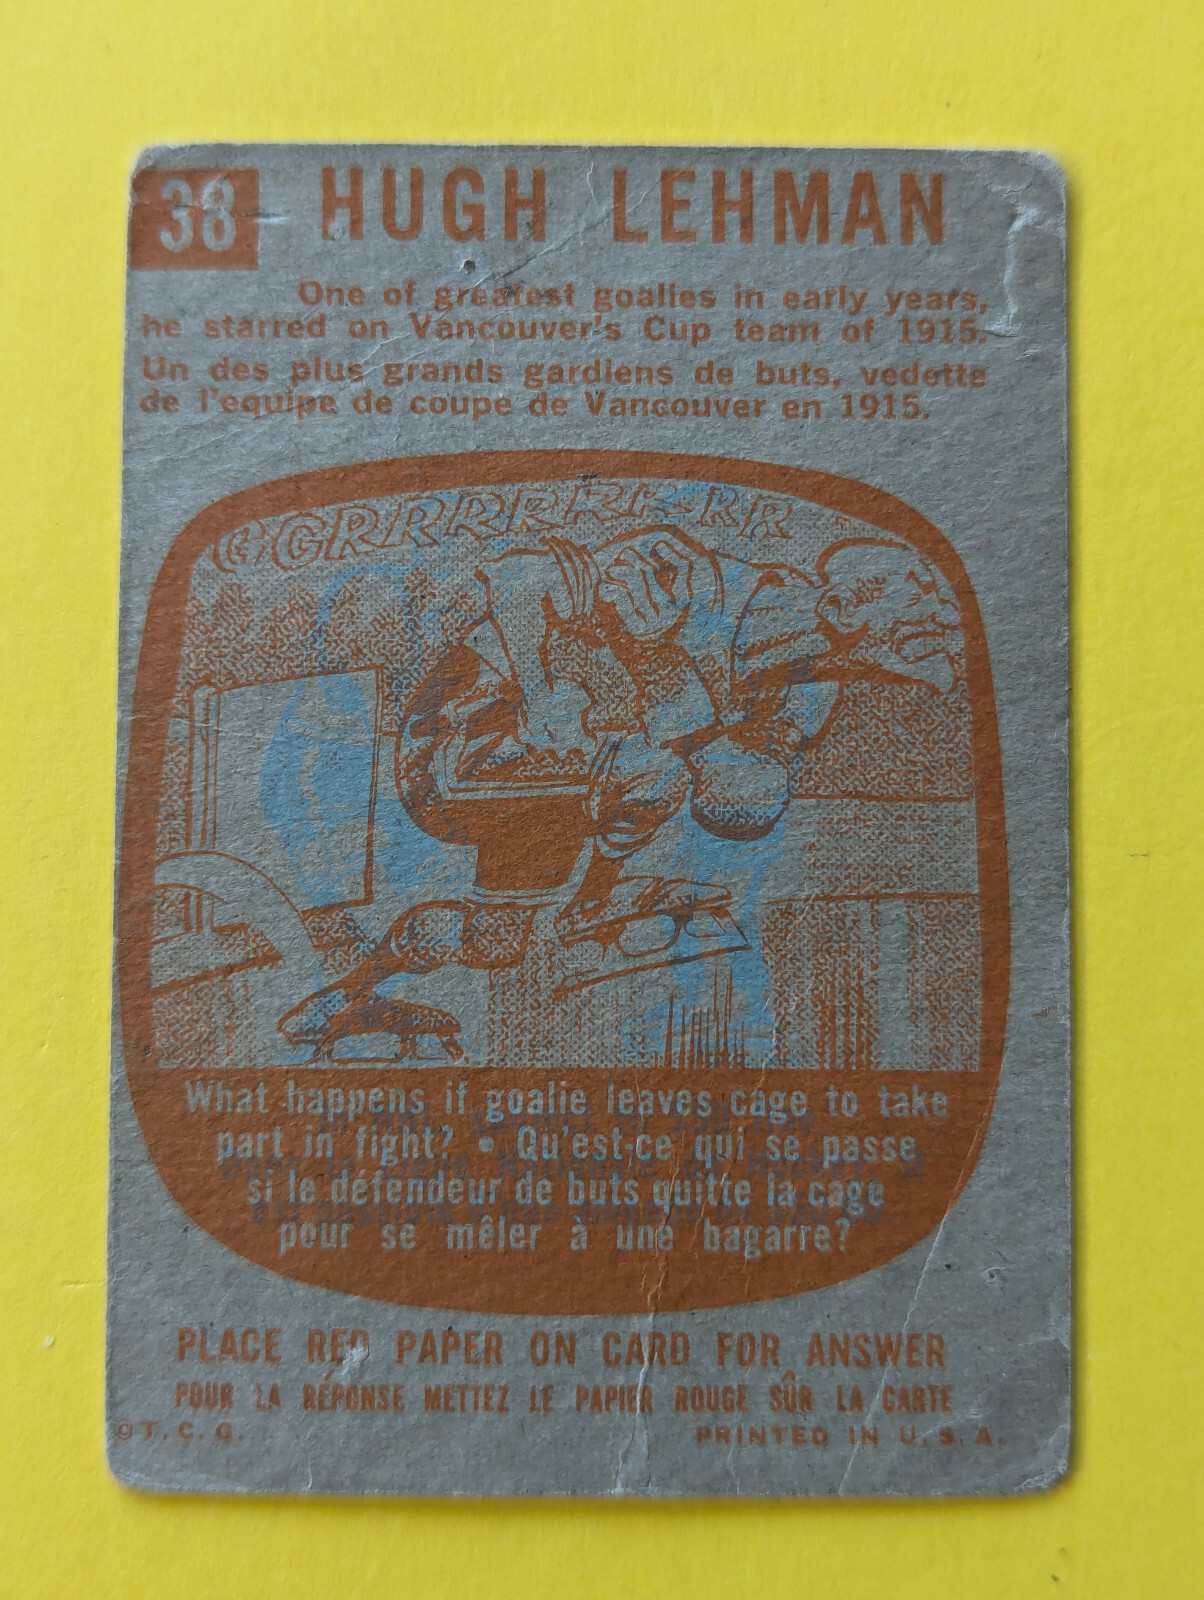 38 HUGH LEHMAN
One of greatest goalies in early years,
he starred on Vancouver's Cup team of 1915.
Un des plus grands gardiens de buts, vedette
de l'équipe de coupe de Vancouver en 1915.
GRRRRRRRRR
What happens if goalie leaves cage to take
part in fight? • Qu'est-ce qui se passe
si le défendeur de buts quitte la cage
pour se mêler à une bagarre?
PLACE RED PAPER ON CARD FOR ANSWER
POUR LA RÉPONSE METTEZ LE PAPIER ROUGE SÛR LA CARTE
© T. C. G. PRINTED IN U. S. A.